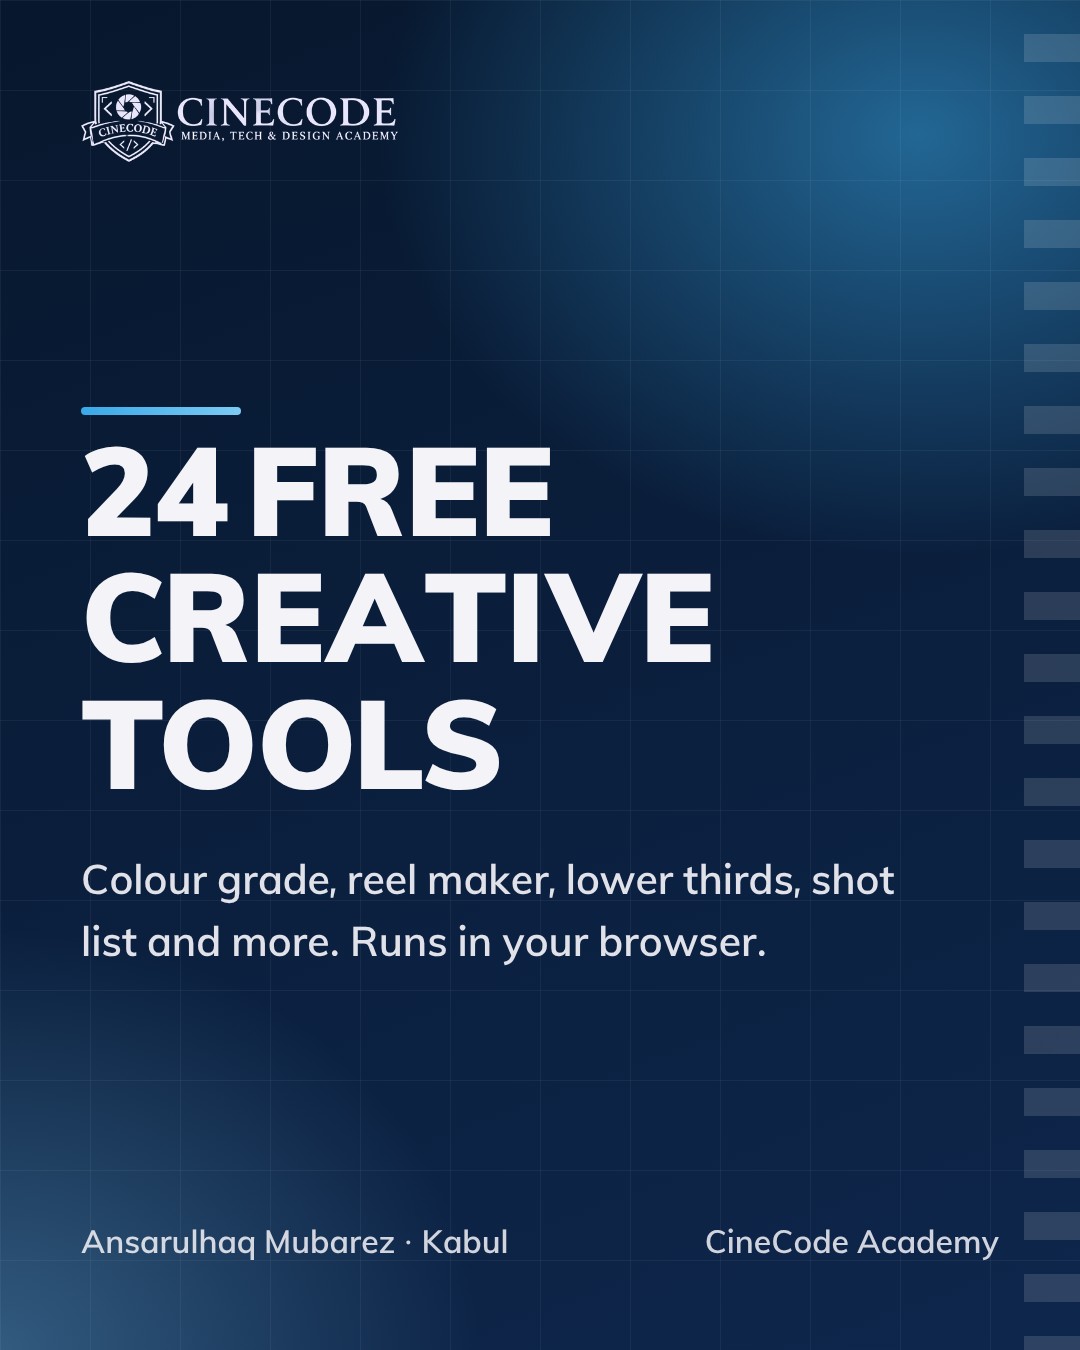 CINECODE
</>
CINECODE
MEDIA, TECH & DESIGN ACADEMY
24 FREE
CREATIVE
TOOLS
Colour grade, reel maker, lower thirds, shot
list and more. Runs in your browser.
Ansarulhaq Mubarez · Kabul
CineCode Academy